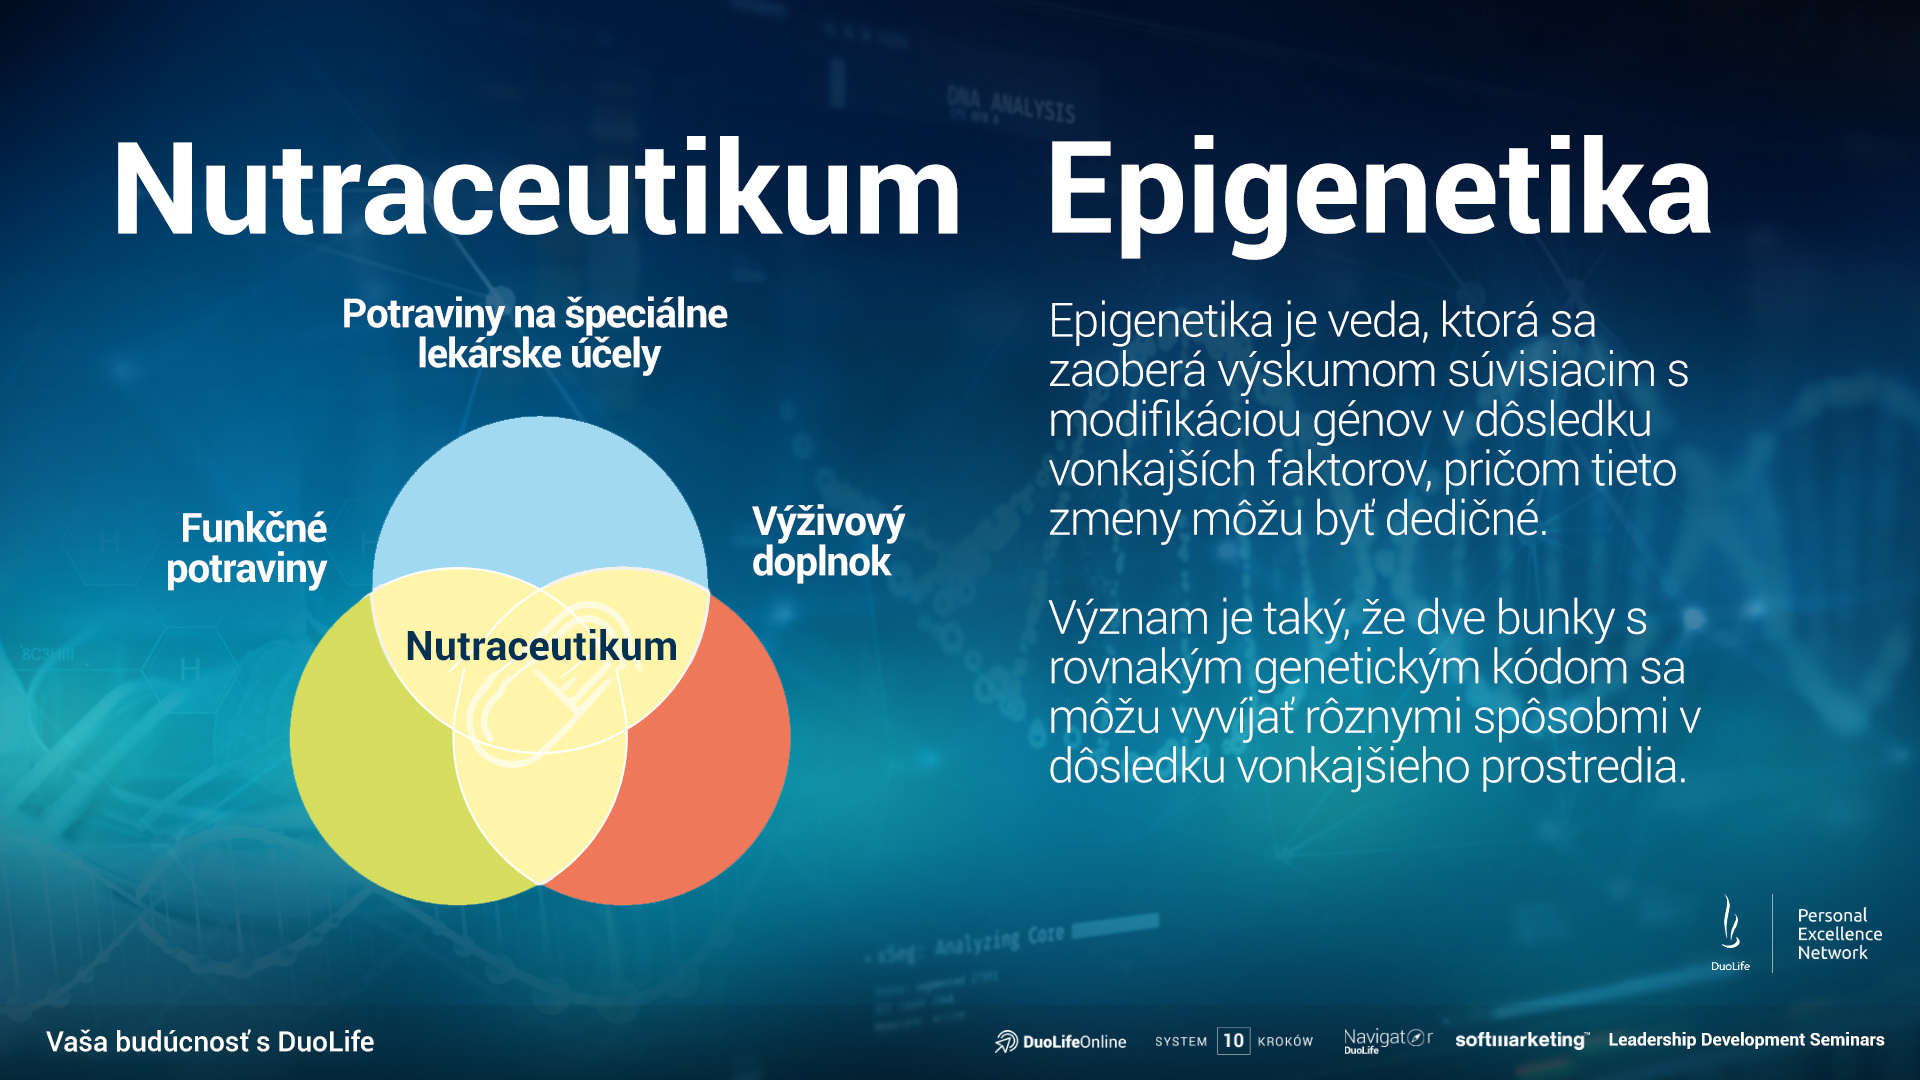 DNA ANALYSIS
Nutraceutikum
Potraviny na špeciálne
lekárske účely
Funkčné
potraviny
Výživový
doplnok
Nutraceutikum
Epigenetika
Epigenetika je veda, ktorá sa
zaoberá výskumom súvisiacim s
modifikáciou génov v dôsledku
vonkajších faktorov, pričom tieto
zmeny môžu byť dedičné.
Význam je taký, že dve bunky s
rovnakým genetickým kódom sa
môžu vyvíjať rôznymi spôsobmi v
dôsledku vonkajšieho prostredia.
H
H
xSeg: Analyzing Core
DuoLife
Personal
Excellence
Network
Vaša budúcnosť s DuoLife
DuoLifeOnline
SYSTEM 10 KROKÓW
Navigator
DuoLife
softmarketing™
Leadership Development Seminars